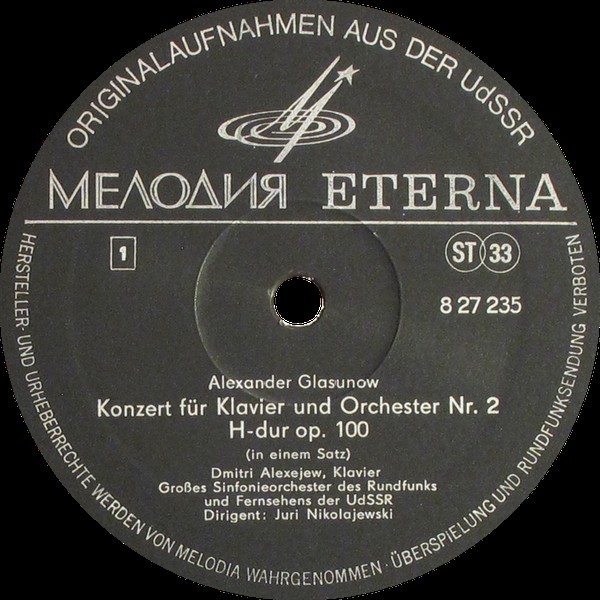 ORIGINALAUFNAHMEN AUS DER UdSSR
МЕЛОДИЯ ETERNA
1
ST 33
8 27 235
Alexander Glasunow
Konzert für Klavier und Orchester Nr. 2
H-dur op. 100
(in einem Satz)
Dmitri Alexejew, Klavier
Großes Sinfonieorchester des Rundfunks
und Fernsehens der UdSSR
Dirigent: Juri Nikolajewski
HERSTELLER- UND URHEBERRECHTE WERDEN VON MELODIA WAHRGENOMMEN · ÜBERSPIELUNG UND RUNDFUNKSENDUNG VERBOTEN